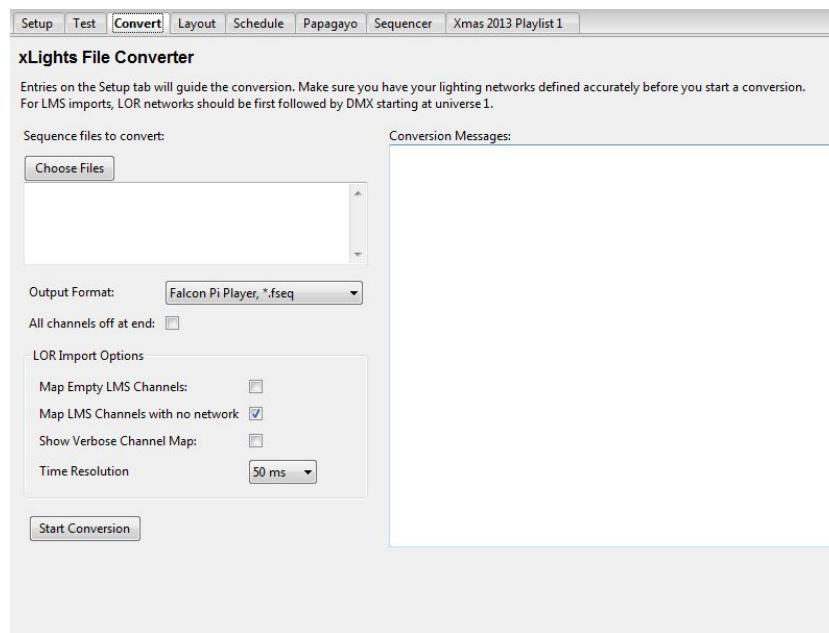 Setup Test Convert Layout Schedule Papagayo Sequencer Xmas 2013 Playlist 1
xLights File Converter
Entries on the Setup tab will guide the conversion. Make sure you have your lighting networks defined accurately before you start a conversion.
For LMS imports, LOR networks should be first followed by DMX starting at universe 1.
Sequence files to convert:
Choose Files
Output Format: Falcon Pi Player, *.fseq
All channels off at end:
LOR Import Options
Map Empty LMS Channels:
Map LMS Channels with no network
Show Verbose Channel Map:
Time Resolution 50 ms
Start Conversion
Conversion Messages: